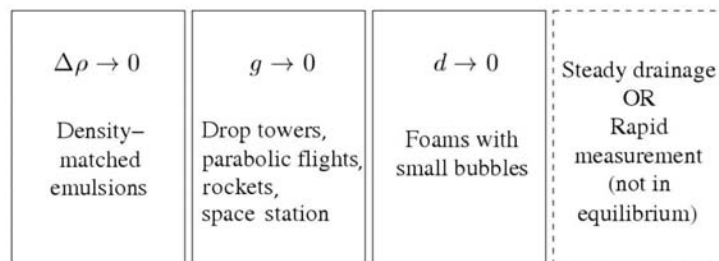 Δρ → 0
Density–
matched
emulsions
g → 0
Drop towers,
parabolic flights,
rockets,
space station
d → 0
Foams with
small bubbles
Steady drainage
OR
Rapid
measurement
(not in
equilibrium)